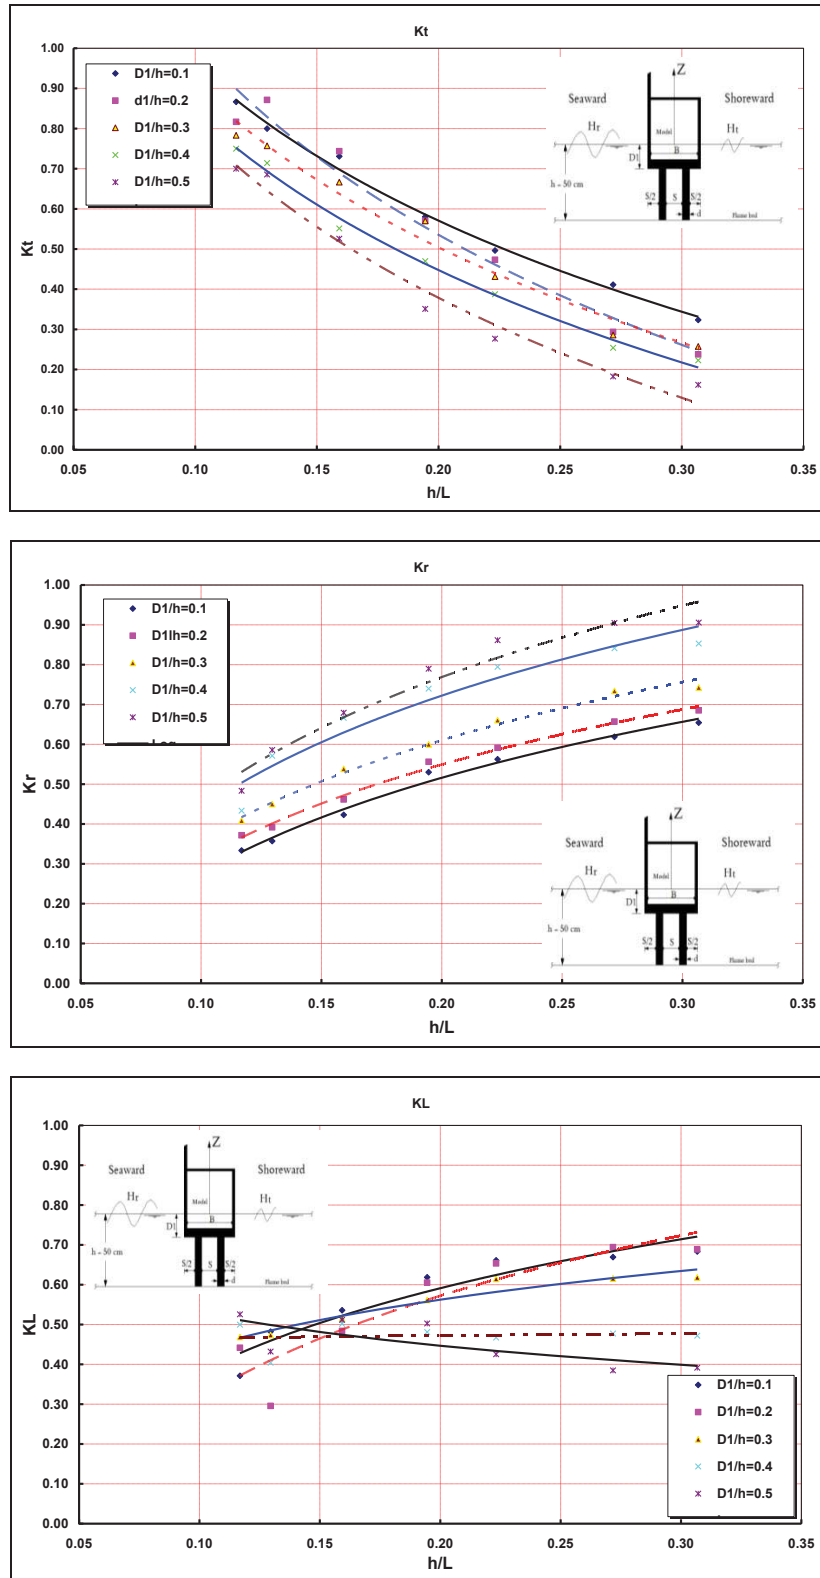 Kt
1.00
0.90
0.80
0.70
0.60
0.50
0.40
0.30
0.20
0.10
0.00
Kt
D1/h=0.1
d1/h=0.2
D1/h=0.3
D1/h=0.4
D1/h=0.5
Z
Seaward
Shoreward
Hr
Model
Ht
D1
B
h = 50 cm
S/2
S
S/2
d
Flume bed
0.05
0.10
0.15
0.20
0.25
0.30
0.35
h/L
Kr
1.00
0.90
0.80
0.70
0.60
0.50
0.40
0.30
0.20
0.10
0.00
Kr
D1/h=0.1
D1lh=0.2
D1/h=0.3
D1/h=0.4
D1/h=0.5
Z
Seaward
Shoreward
Hr
Model
Ht
D1
B
h = 50 cm
S/2
S
S/2
d
Flume bed
0.05
0.10
0.15
0.20
0.25
0.30
0.35
h/L
KL
1.00
0.90
0.80
0.70
0.60
0.50
0.40
0.30
0.20
0.10
0.00
KL
Z
Seaward
Shoreward
Hr
Model
Ht
D1
B
h = 50 cm
S/2
S
S/2
d
Flume bed
D1/h=0.1
D1/h=0.2
D1/h=0.3
D1/h=0.4
D1/h=0.5
0.05
0.10
0.15
0.20
0.25
0.30
0.35
h/L